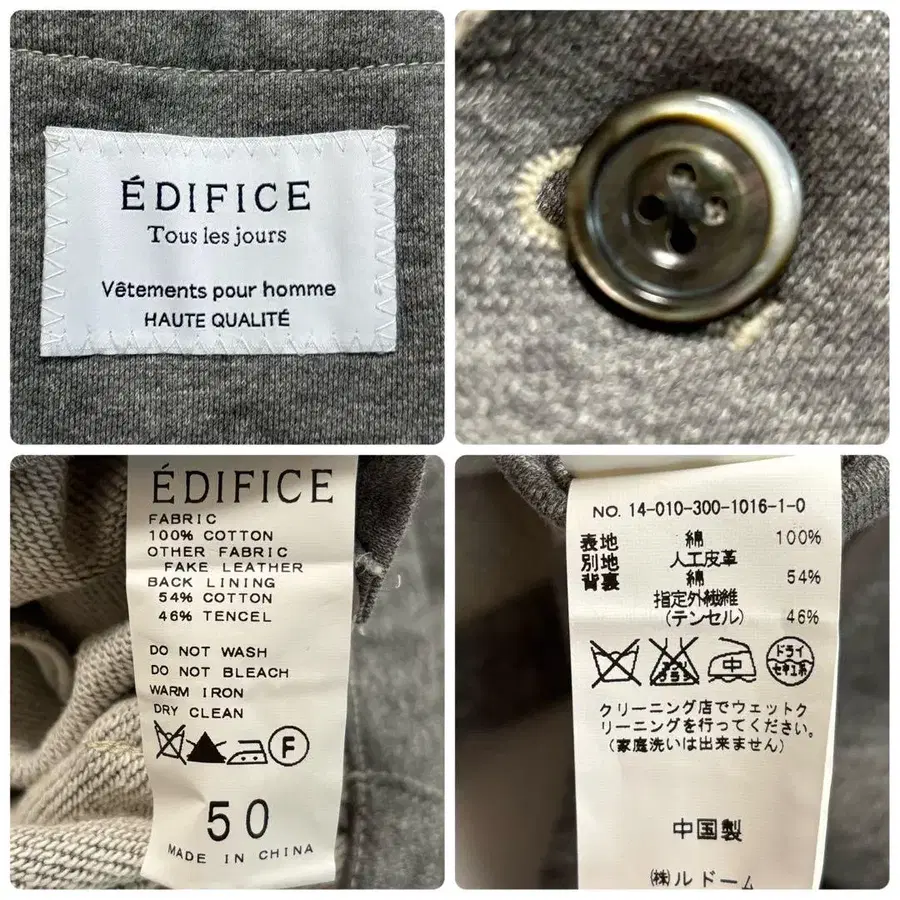 ÉDIFICE
Tous les jours
Vêtements pour homme
HAUTE QUALITÉ
ÉDIFICE
FABRIC
100% COTTON
OTHER FABRIC
FAKE LEATHER
BACK LINING
54% COTTON
46% TENCEL
DO NOT WASH
DO NOT BLEACH
WARM IRON
DRY CLEAN
F
50
MADE IN CHINA
NO. 14-010-300-1016-1-0
表地 綿 100%
別地 人工皮革
背裏 綿 54%
指定外繊維
(テンセル) 46%
エンソ サラシ 中 ドライ セキユ系
クリーニング店でウェットク
リーニングを行ってください。
(家庭洗いは出来ません)
中国製
㈱ルドーム